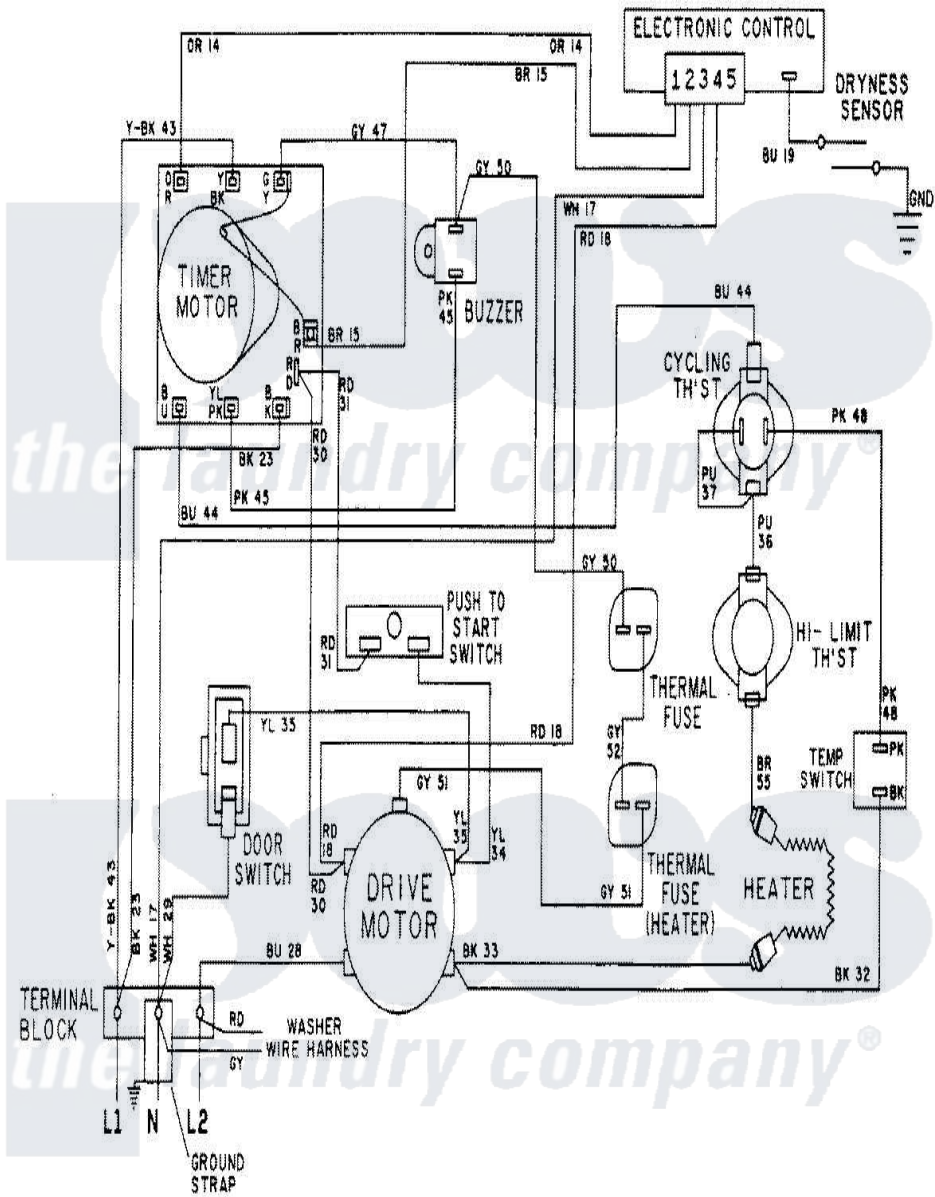 ELECTRONIC CONTROL
12345
DRYNESS
SENSOR
OR 14
OR 14
BR 15
Y-BK 43
GY 47
GY 50
BU 19
GND
O
R
Y
BK
G
Y
WH 17
RD 18
TIMER
MOTOR
PK
45
BUZZER
BU 44
B
R
BR 15
R
D
RD
31
CYCLING
TH'ST
B
U
YL
PK
B
K
RD
30
PK 48
BK 23
the laundry company®
PU
37
PK 45
BU 44
PU
36
GY 50
PUSH TO
START
SWITCH
RD
31
HI- LIMIT
TH'ST
THERMAL
FUSE
PK
48
YL 35
RD 18
GY
52
TEMP
SWITCH
PK
BK
BR
55
GY 51
YL
35
YL
34
RD
18
DOOR
SWITCH
RD
30
DRIVE
MOTOR
THERMAL
FUSE
(HEATER)
HEATER
GY 51
Y-BK 43
BK 23
WH 17
WH 29
BU 28
BK 33
BK 32
TERMINAL
BLOCK
RD
WASHER
WIRE HARNESS
GY
the laundry company®
L1
N
L2
GROUND
STRAP